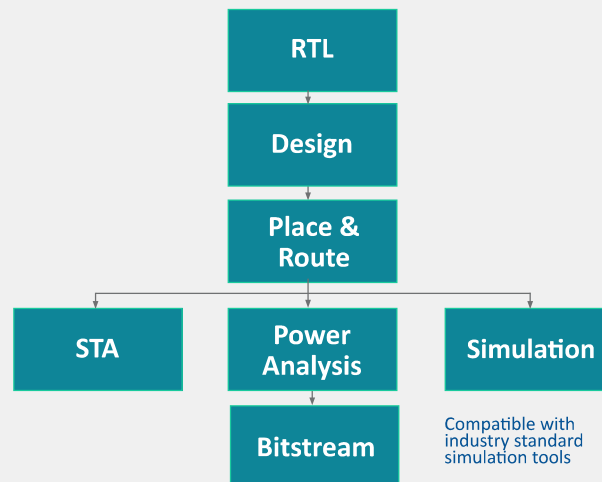 RTL
Design
Place &
Route
STA
Power
Analysis
Simulation
Bitstream
Compatible with
industry standard
simulation tools